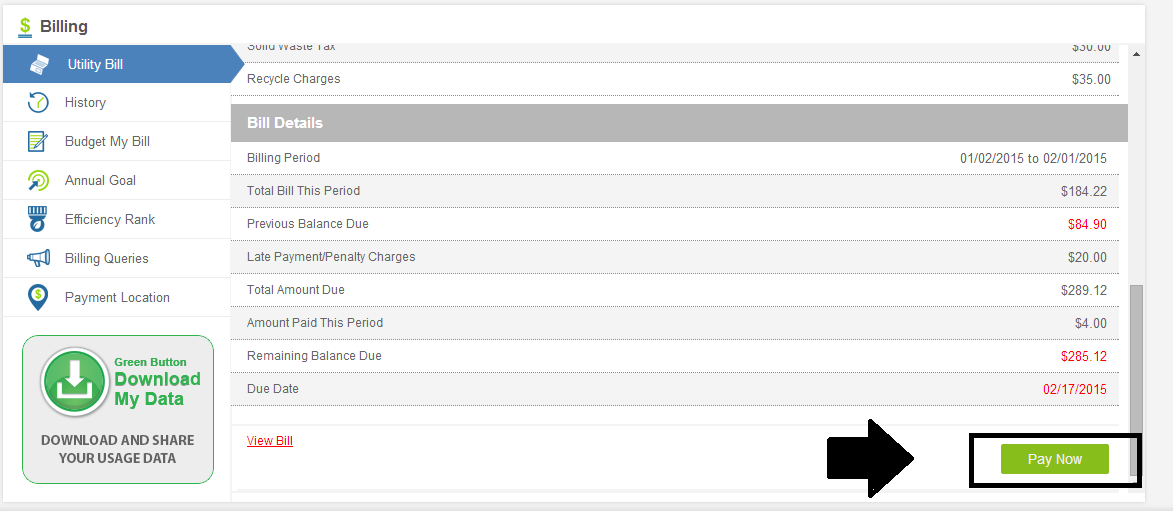 $ Billing
Utility Bill
History
Budget My Bill
Annual Goal
Efficiency Rank
Billing Queries
$ Payment Location
Green Button
Download
My Data
DOWNLOAD AND SHARE
YOUR USAGE DATA
Solid Waste Tax $30.00
Recycle Charges $35.00
Bill Details
Billing Period 01/02/2015 to 02/01/2015
Total Bill This Period $184.22
Previous Balance Due $84.90
Late Payment/Penalty Charges $20.00
Total Amount Due $289.12
Amount Paid This Period $4.00
Remaining Balance Due $285.12
Due Date 02/17/2015
View Bill
Pay Now